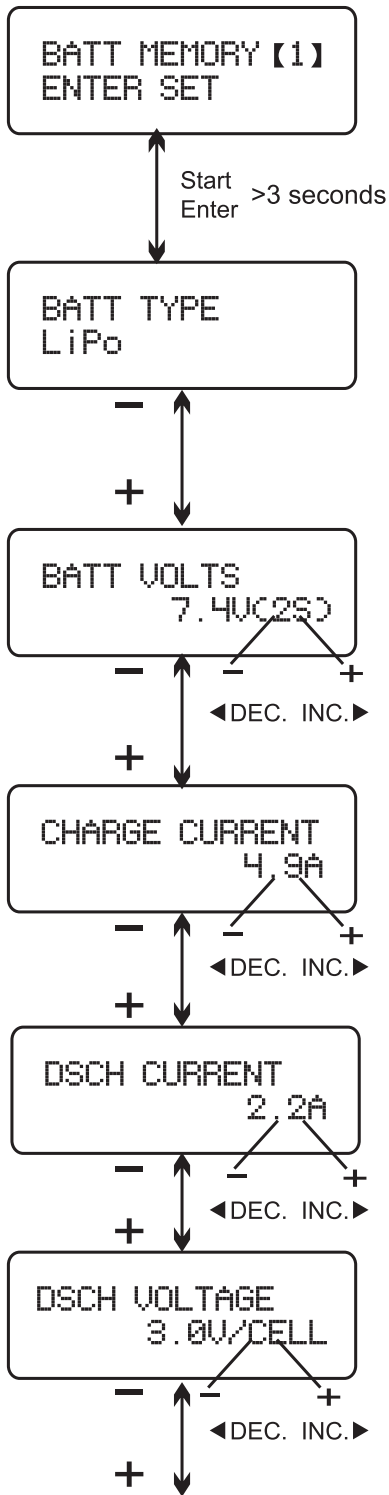 BATT MEMORY【1】
ENTER SET
Start
Enter
>3 seconds
BATT TYPE
LiPo
−
+
BATT VOLTS
7.4V(2S)
− − +
◀DEC. INC.▶
+
CHARGE CURRENT
4.9A
− − +
◀DEC. INC.▶
+
DSCH CURRENT
2.2A
− − +
◀DEC. INC.▶
+
DSCH VOLTAGE
3.0V/CELL
− − +
◀DEC. INC.▶
+